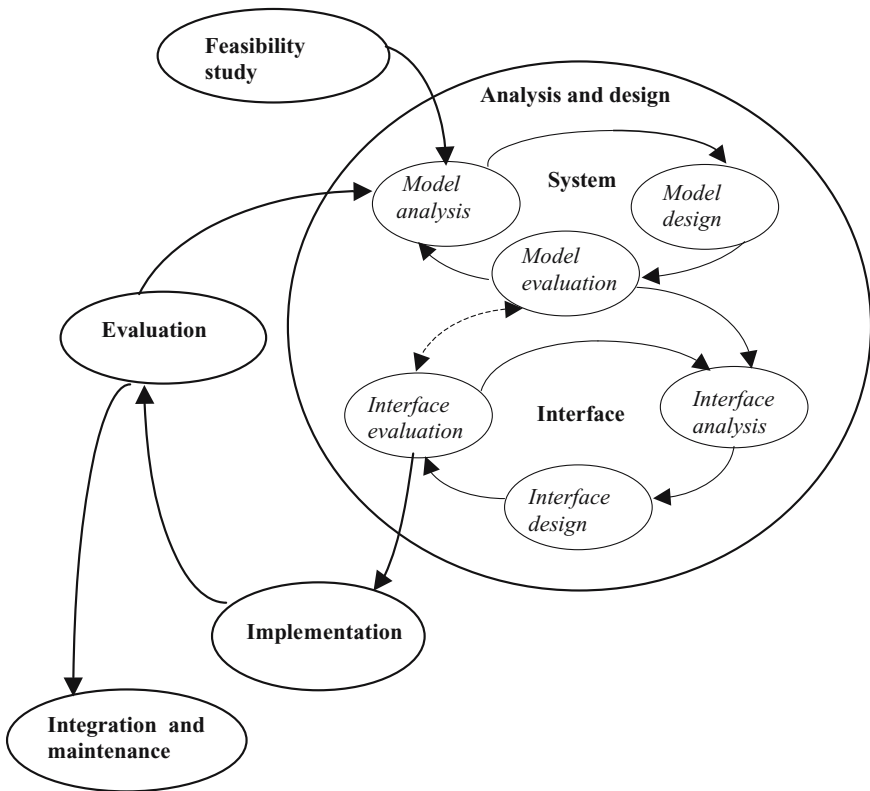 Feasibility
study
Analysis and design
Model
analysis
System
Model
design
Model
evaluation
Evaluation
Interface
evaluation
Interface
Interface
analysis
Interface
design
Implementation
Integration and
maintenance